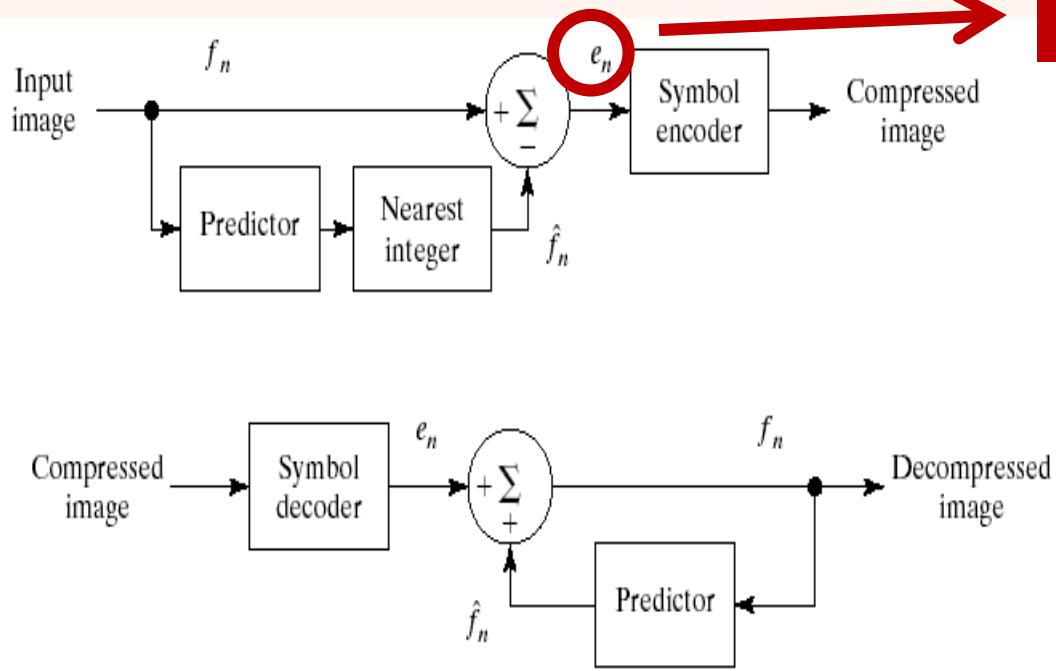 f_n
e_n
Input
image
+ Σ
−
Symbol
encoder
Compressed
image
Predictor
Nearest
integer
f̂_n
Compressed
image
Symbol
decoder
e_n
+ Σ
+
f_n
Decompressed
image
Predictor
f̂_n